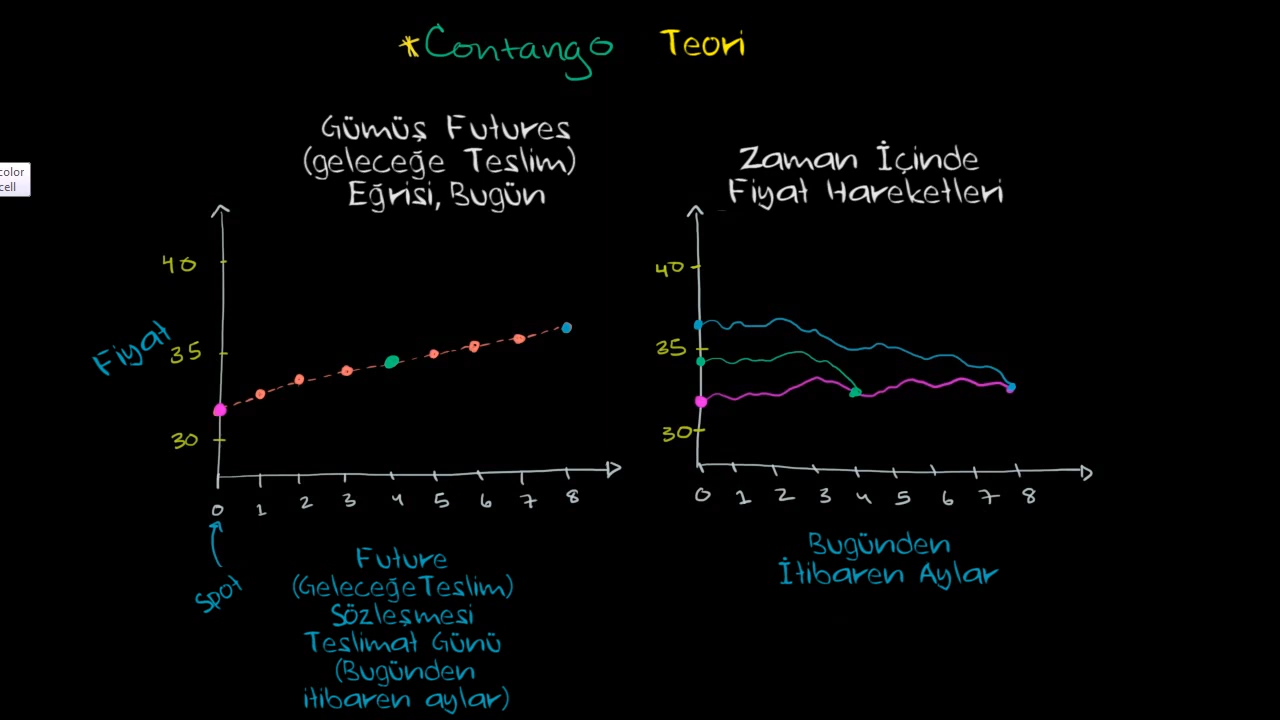 *Contango Teori
Gümüş Futures
(geleceğe Teslim)
Eğrisi, Bugün
Zaman İçinde
Fiyat Hareketleri
color
cell
Fiyat
40
35
30
0 1 2 3 4 5 6 7 8
Spot
Future
(Geleceğe Teslim)
Sözleşmesi
Teslimat Günü
(Bugünden
itibaren aylar)
40
35
30
0 1 2 3 4 5 6 7 8
Bugünden
İtibaren Aylar